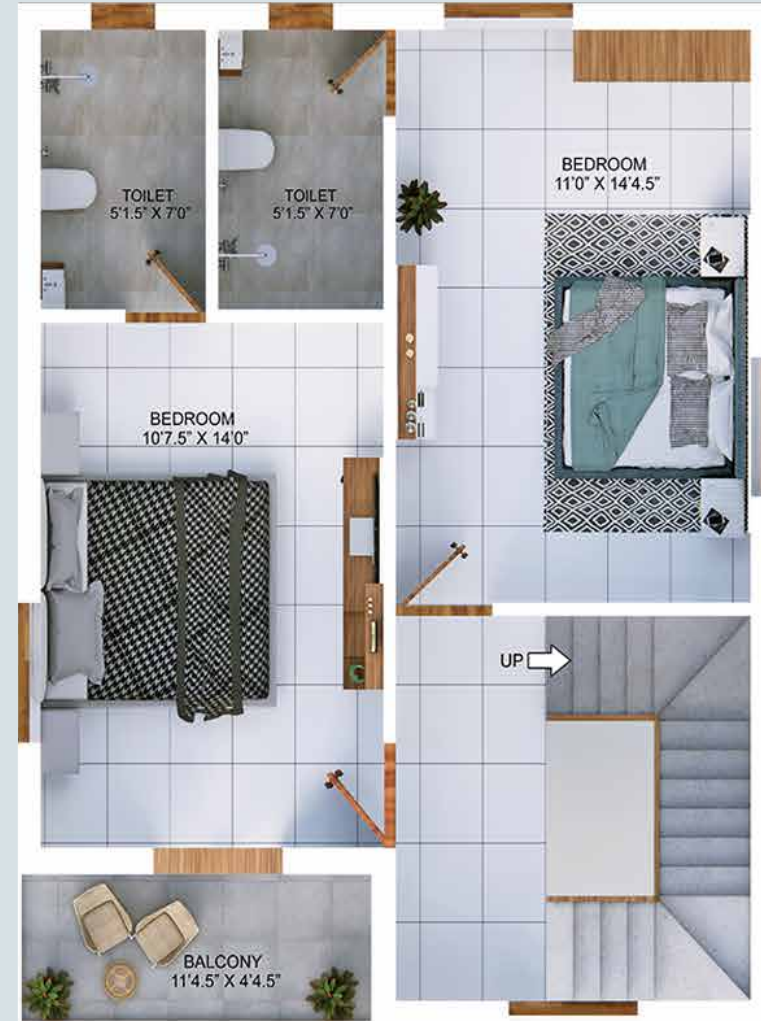 TOILET
5'1.5" X 7'0"
TOILET
5'1.5" X 7'0"
BEDROOM
11'0" X 14'4.5"
BEDROOM
10'7.5" X 14'0"
UP
BALCONY
11'4.5" X 4'4.5"